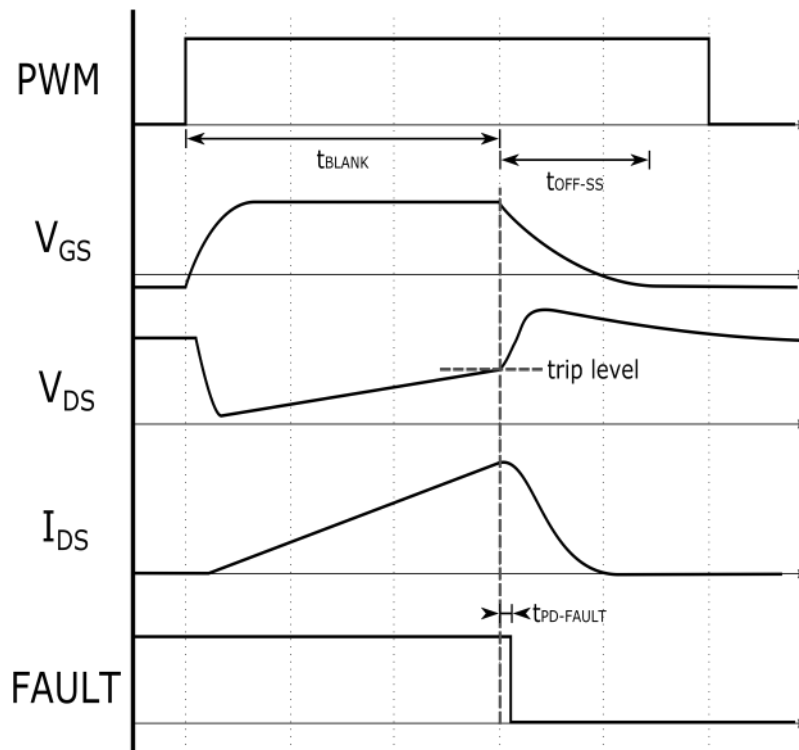 PWM
tBLANK
tOFF-SS
VGS
VDS
trip level
IDS
tPD-FAULT
FAULT